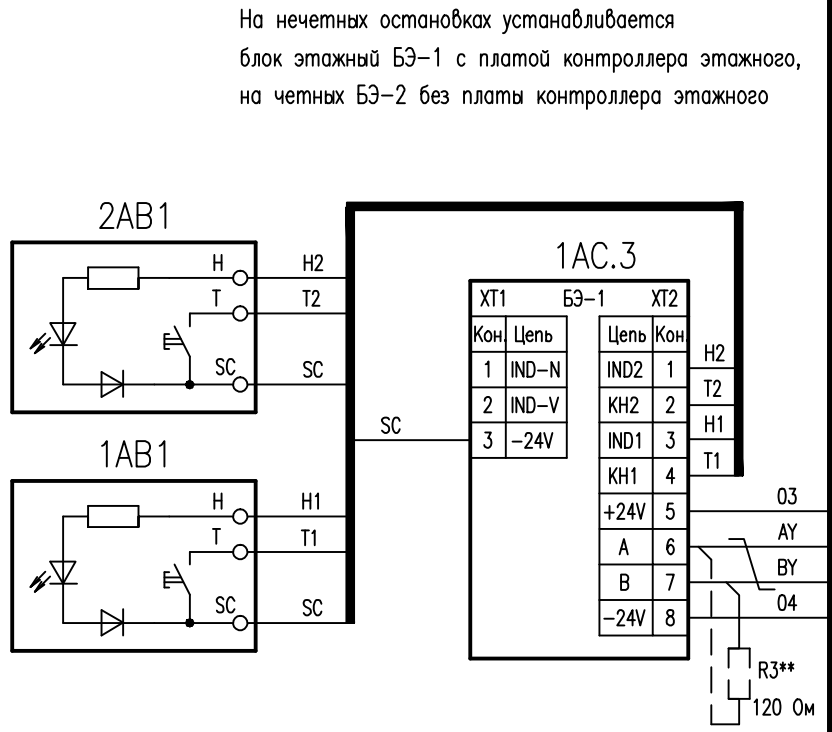 На нечетных остановках устанавливается
блок этажный БЭ-1 с платой контроллера этажного,
на четных БЭ-2 без платы контроллера этажного
2АВ1
Н Н2
Т Т2
SC SC
1АВ1
Н Н1
Т Т1
SC SC
SC
1АС.3
ХТ1 БЭ-1 ХТ2
Кон. Цепь
1 IND-N
2 IND-V
3 -24V
Цепь Кон.
IND2 1 Н2
КН2 2 Т2
IND1 3 Н1
КН1 4 Т1
+24V 5 03
А 6 AY
В 7 BY
-24V 8 04
R3**
120 Ом